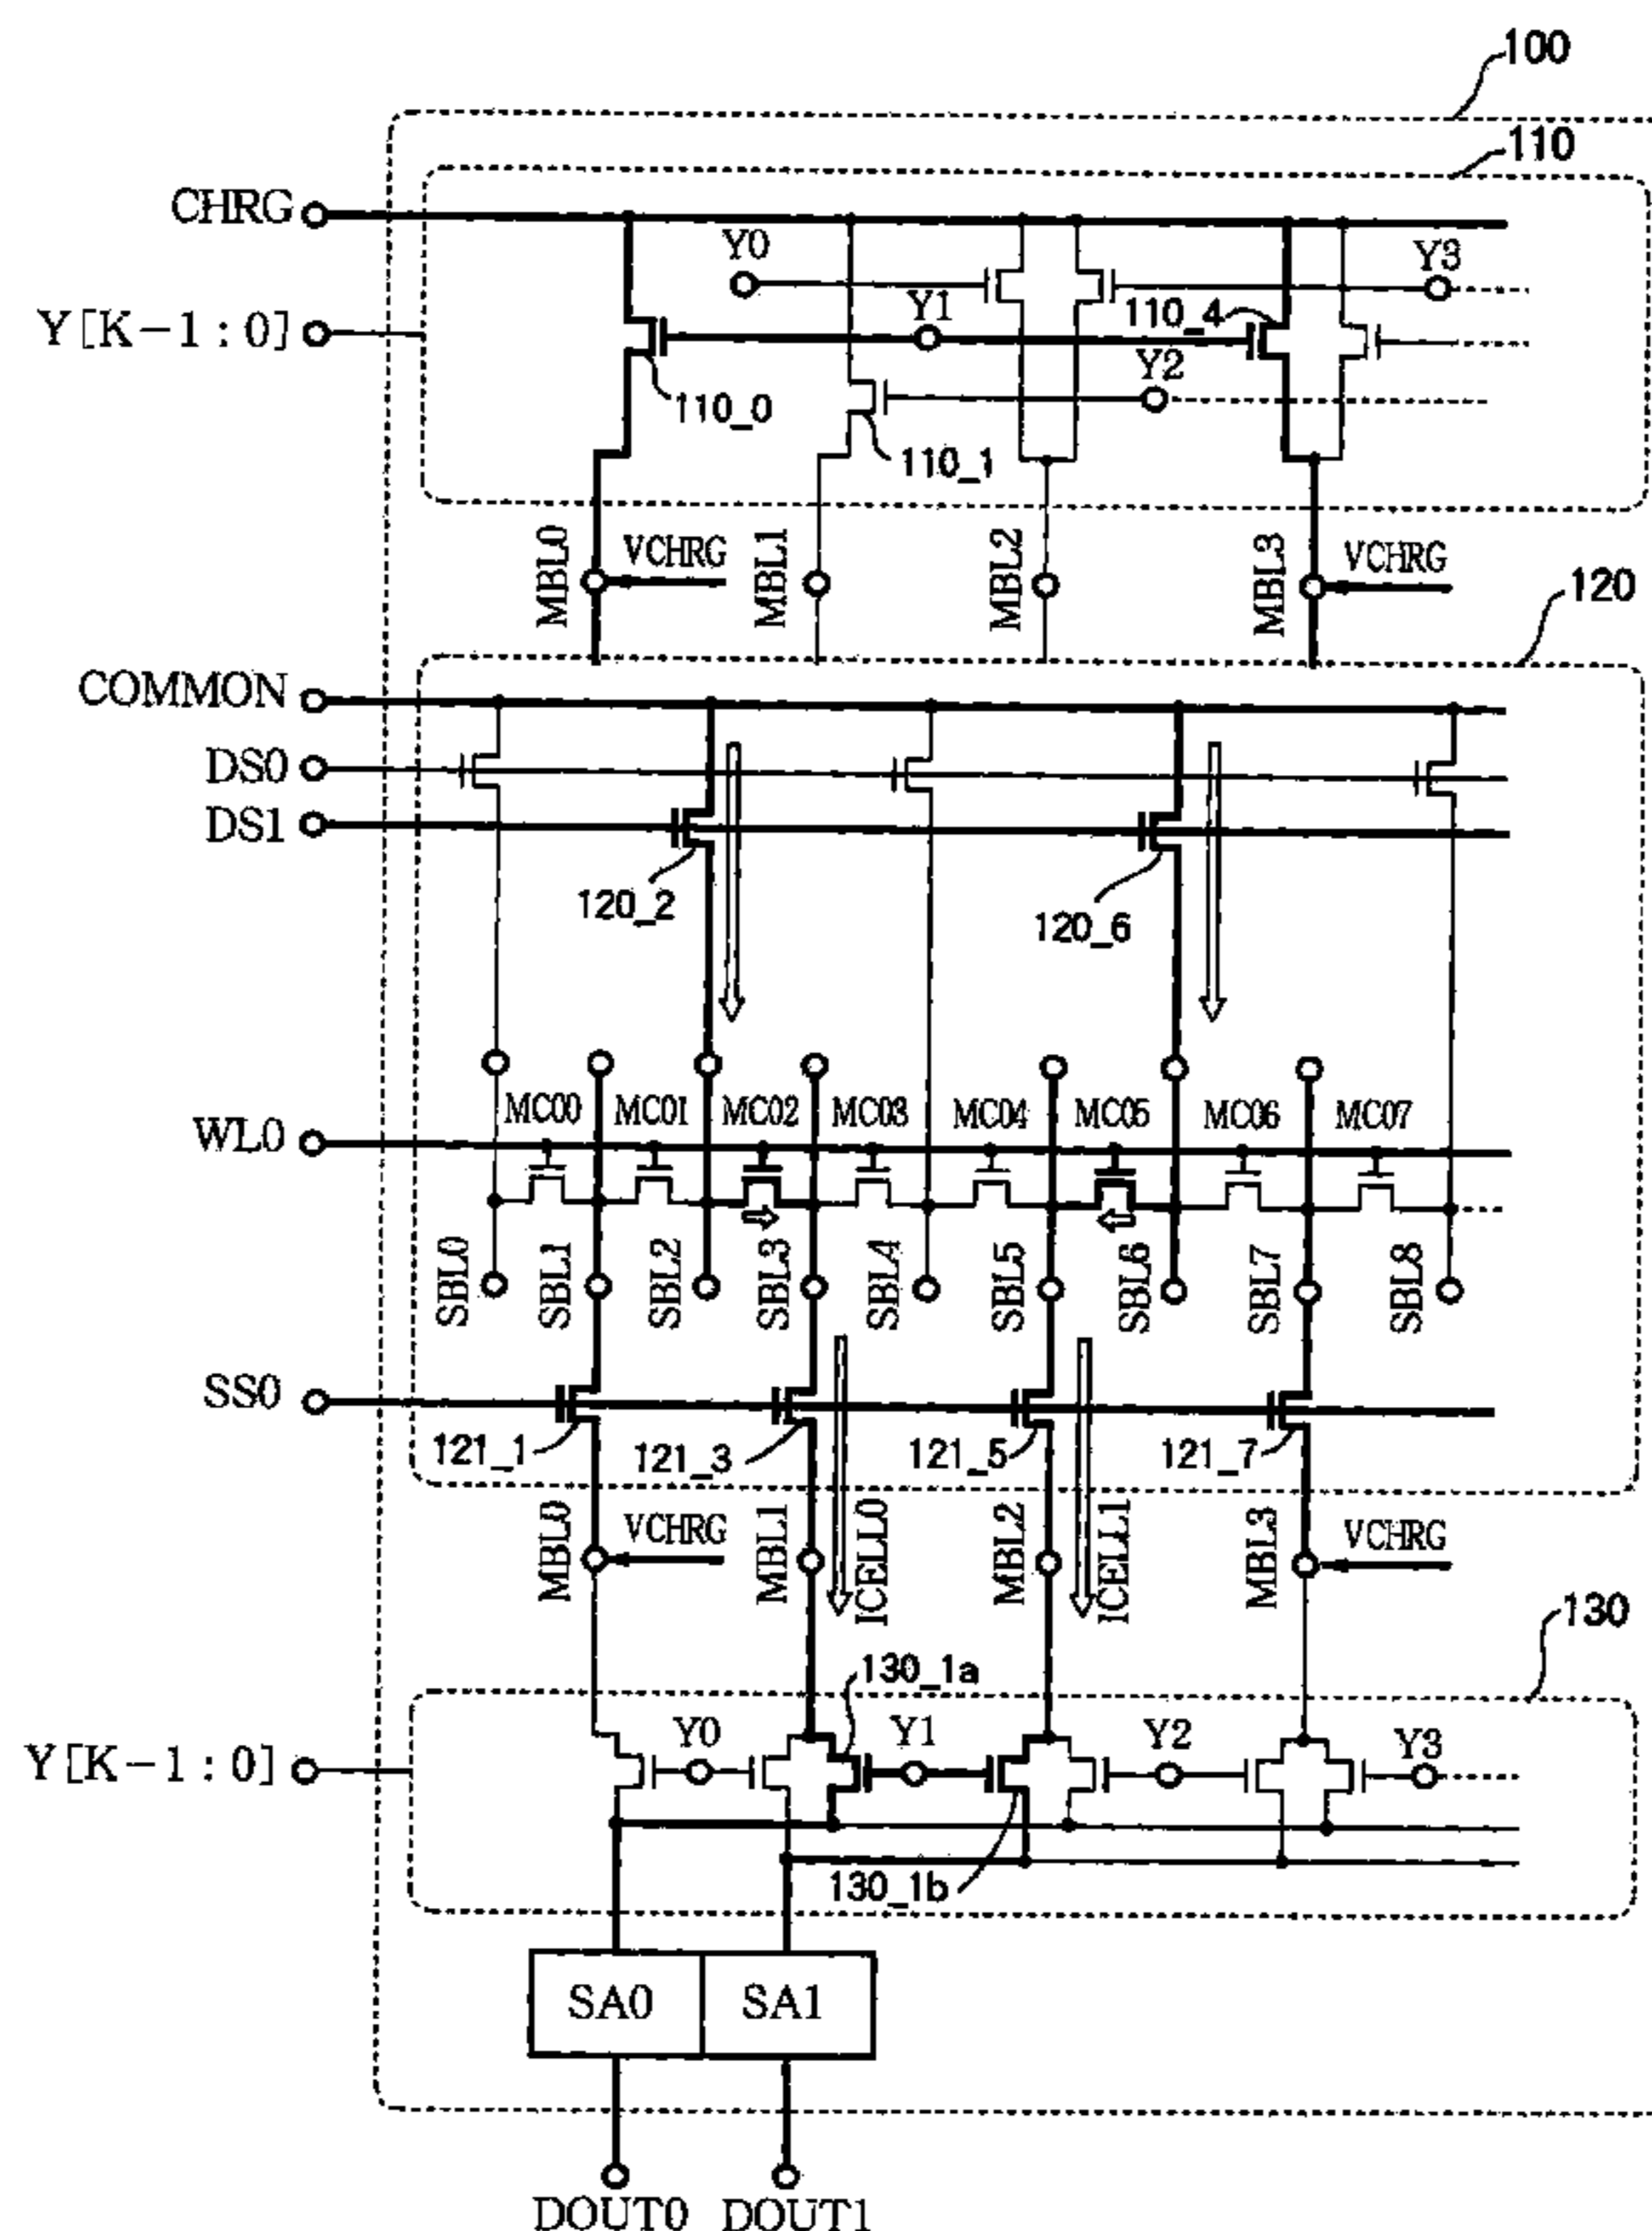 100
110
CHRG
Y0
Y3
Y1
110_4
Y[K-1:0]
Y2
110_0
110_1
MBL0
VCHRG
MBL1
MBL2
MBL3
VCHRG
120
COMMON
DS0
DS1
120_2
120_6
MC00
MC01
MC02
MC03
MC04
MC05
MC06
MC07
WL0
SBL0
SBL1
SBL2
SBL3
SBL4
SBL5
SBL6
SBL7
SBL8
SS0
121_1
121_3
121_5
121_7
MBL0
VCHRG
MBL1
ICELL0
MBL2
ICELL1
MBL3
VCHRG
130
130_1a
Y0
Y1
Y2
Y3
Y[K-1:0]
130_1b
SA0
SA1
DOUT0
DOUT1